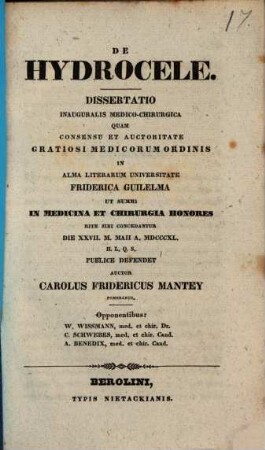 17.
DE
HYDROCELE.
DISSERTATIO
INAUGURALIS MEDICO-CHIRURGICA
QUAM
CONSENSU ET AUCTORITATE
GRATIOSI MEDICORUM ORDINIS
IN
ALMA LITERARUM UNIVERSITATE
FRIDERICA GUILELMA
UT SUMMI
IN MEDICINA ET CHIRURGIA HONORES
RITE SIBI CONCEDANTUR
DIE XXVII. M. MAII A. MDCCCXL.
H. L. Q. S.
PUBLICE DEFENDET
AUCTOR
CAROLUS FRIDERICUS MANTEY
POMERANUS.
Opponentibus:
W. WISSMANN, med. et chir. Dr.
C. SCHWEDES, med. et chir. Cand.
A. BENEDIX, med. et chir. Cand.
BEROLINI,
TYPIS NIETACKIANIS.